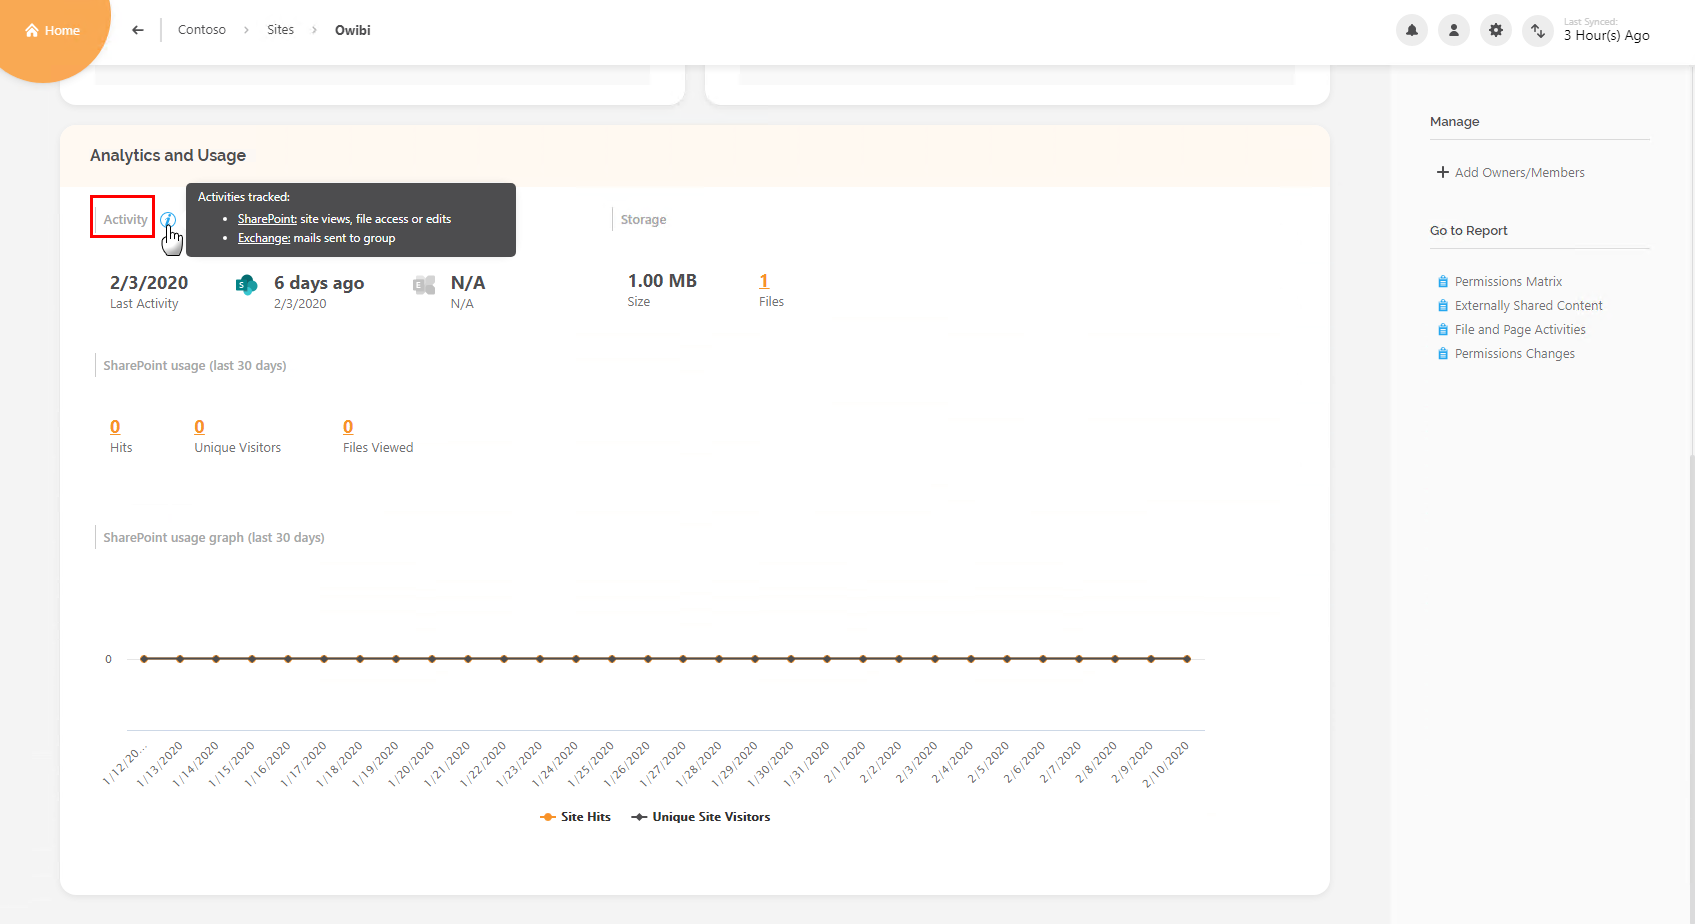 Home
Contoso > Sites > Owibi
Last Synced:
3 Hour(s) Ago
Analytics and Usage
Activity
Activities tracked:
• SharePoint: site views, file access or edits
• Exchange: mails sent to group
Storage
2/3/2020
Last Activity
S
6 days ago
2/3/2020
E
N/A
N/A
1.00 MB
Size
1
Files
SharePoint usage (last 30 days)
0
Hits
0
Unique Visitors
0
Files Viewed
SharePoint usage graph (last 30 days)
0
1/12/20...
1/13/2020
1/14/2020
1/15/2020
1/16/2020
1/17/2020
1/18/2020
1/19/2020
1/20/2020
1/21/2020
1/22/2020
1/23/2020
1/24/2020
1/25/2020
1/26/2020
1/27/2020
1/28/2020
1/29/2020
1/30/2020
1/31/2020
2/1/2020
2/2/2020
2/3/2020
2/4/2020
2/5/2020
2/6/2020
2/7/2020
2/8/2020
2/9/2020
2/10/2020
Site Hits
Unique Site Visitors
Manage
Add Owners/Members
Go to Report
Permissions Matrix
Externally Shared Content
File and Page Activities
Permissions Changes